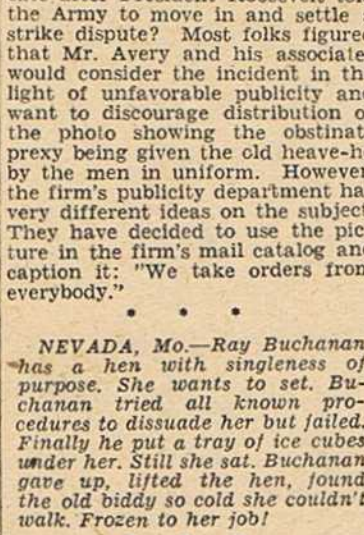 the Army to move in and settle
strike dispute? Most folks figured
that Mr. Avery and his associate
would consider the incident in th
light of unfavorable publicity an
want to discourage distribution o
the photo showing the obstinat
prexy being given the old heave-h
by the men in uniform. However
the firm's publicity department ha
very different ideas on the subject
They have decided to use the pic
ture in the firm's mail catalog an
caption it: "We take orders from
everybody."
* * *
NEVADA, Mo.—Ray Buchanan
has a hen with singleness of
purpose. She wants to set. Bu-
chanan tried all known pro-
cedures to dissuade her but failed.
Finally he put a tray of ice cubes
under her. Still she sat. Buchanan
gave up, lifted the hen, found
the old biddy so cold she couldn't
walk. Frozen to her job!